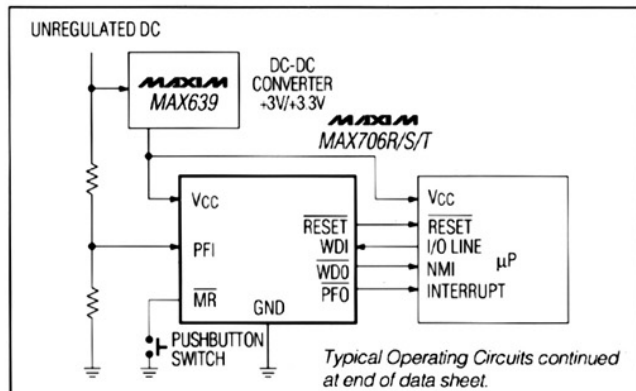 UNREGULATED DC
MAXIM
MAX639
DC-DC
CONVERTER
+3V/+3.3V
MAXIM
MAX706R/S/T
VCC
RESET
WDI
PFI
WDO
MR
PFO
GND
VCC
RESET
I/O LINE
μP
NMI
INTERRUPT
PUSHBUTTON
SWITCH
Typical Operating Circuits continued
at end of data sheet.